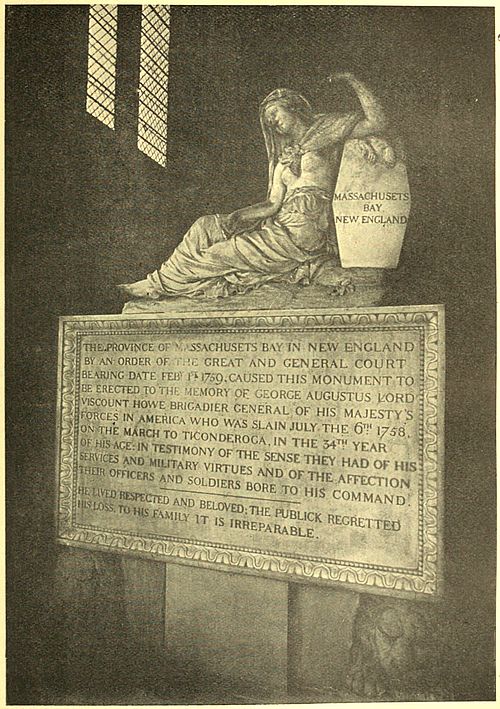 MASSACHUSETS
BAY
NEW ENGLAND
THE PROVINCE OF MASSACHUSETS BAY IN NEW ENGLAND
BY AN ORDER OF THE GREAT AND GENERAL COURT
BEARING DATE FEBY 1ST 1759, CAUSED THIS MONUMENT TO
BE ERECTED TO THE MEMORY OF GEORGE AUGUSTUS LORD
VISCOUNT HOWE BRIGADIER GENERAL OF HIS MAJESTY'S
FORCES IN AMERICA WHO WAS SLAIN JULY THE 6TH 1758,
ON THE MARCH TO TICONDEROGA, IN THE 34TH YEAR
OF HIS AGE: IN TESTIMONY OF THE SENSE THEY HAD OF HIS
SERVICES AND MILITARY VIRTUES AND OF THE AFFECTION
THEIR OFFICERS AND SOLDIERS BORE TO HIS COMMAND.
HE LIVED RESPECTED AND BELOVED: THE PUBLICK REGRETTED
HIS LOSS; TO HIS FAMILY IT IS IRREPARABLE.